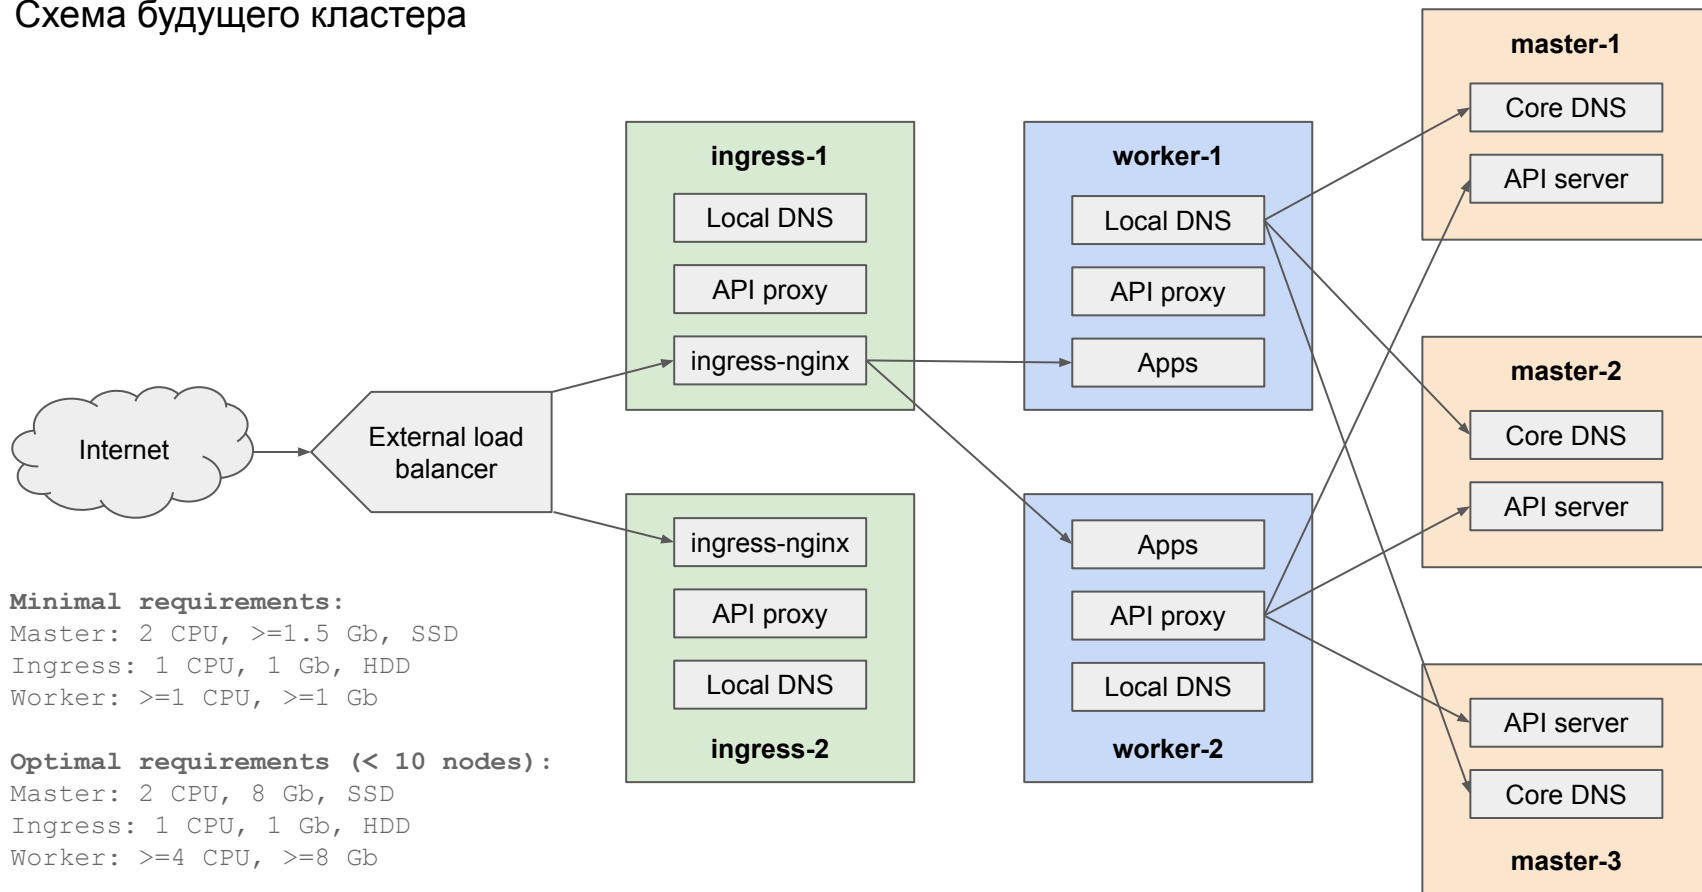 Схема будущего кластера
Internet
External load
balancer
ingress-1
Local DNS
API proxy
ingress-nginx
ingress-nginx
API proxy
Local DNS
ingress-2
worker-1
Local DNS
API proxy
Apps
Apps
API proxy
Local DNS
worker-2
master-1
Core DNS
API server
master-2
Core DNS
API server
API server
Core DNS
master-3
Minimal requirements:
Master: 2 CPU, >=1.5 Gb, SSD
Ingress: 1 CPU, 1 Gb, HDD
Worker: >=1 CPU, >=1 Gb
Optimal requirements (< 10 nodes):
Master: 2 CPU, 8 Gb, SSD
Ingress: 1 CPU, 1 Gb, HDD
Worker: >=4 CPU, >=8 Gb